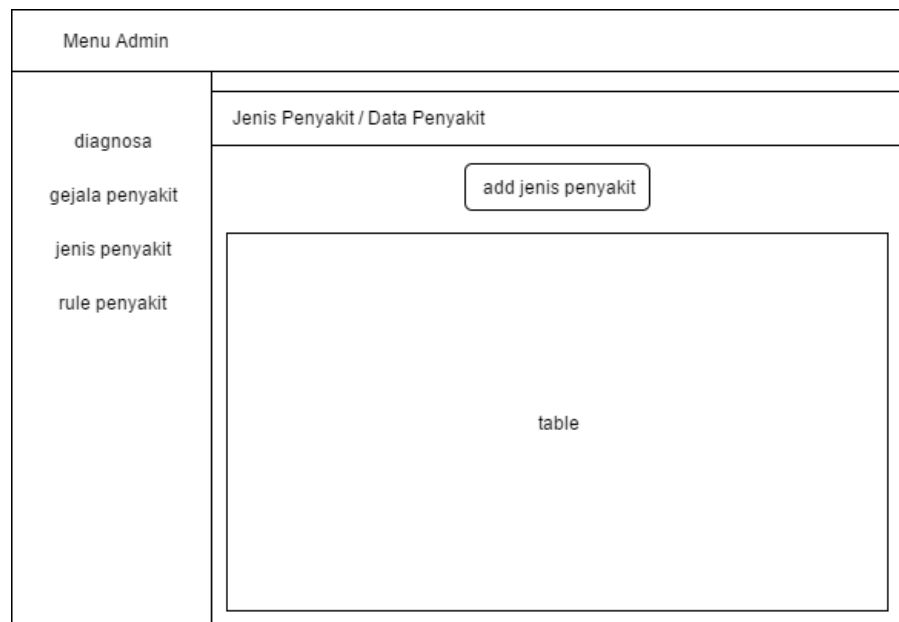 Menu Admin
diagnosa
gejala penyakit
jenis penyakit
rule penyakit
Jenis Penyakit / Data Penyakit
add jenis penyakit
table